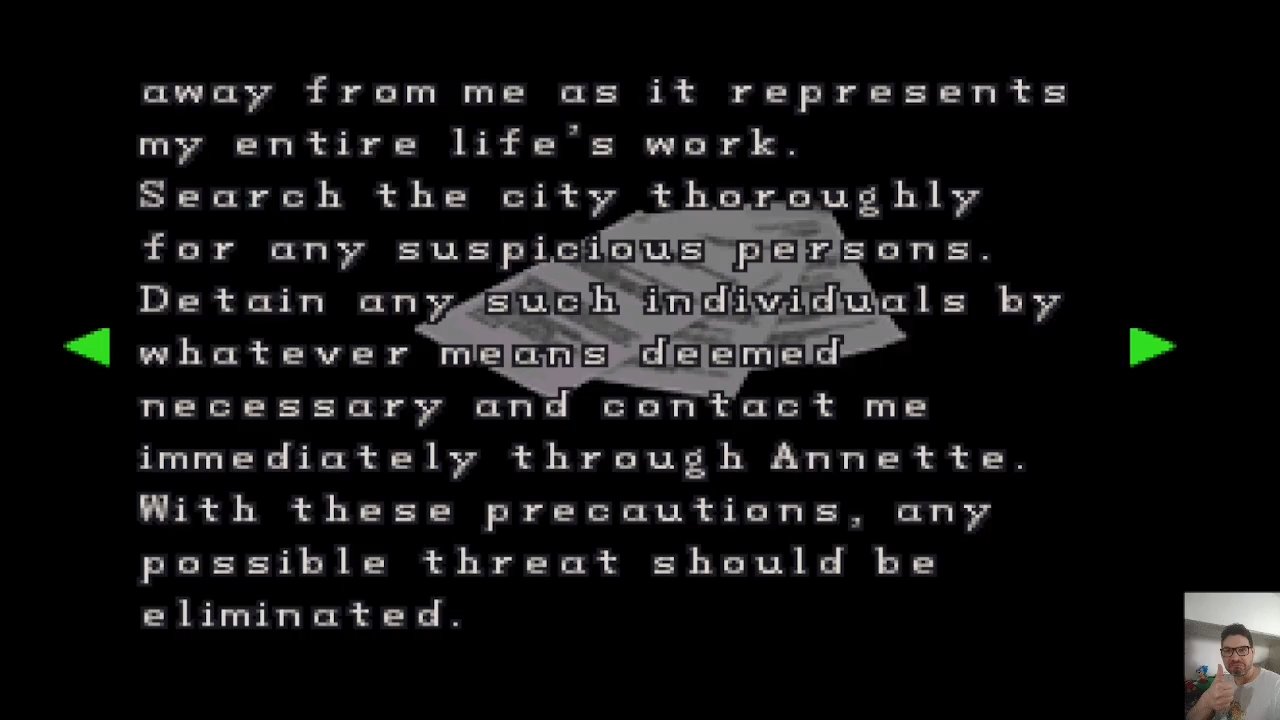 away from me as it represents
my entire life's work.
Search the city thoroughly
for any suspicious persons.
Detain any such individuals by
whatever means deemed
necessary and contact me
immediately through Annette.
With these precautions, any
possible threat should be
eliminated.